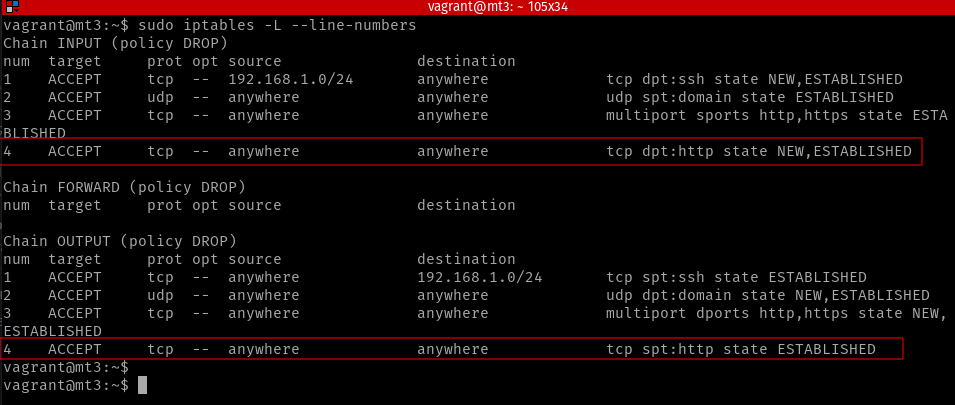 vagrant@mt3: ~ 105x34
vagrant@mt3:~$ sudo iptables -L --line-numbers
Chain INPUT (policy DROP)
num  target     prot opt source               destination
1    ACCEPT     tcp  --  192.168.1.0/24       anywhere             tcp dpt:ssh state NEW,ESTABLISHED
2    ACCEPT     udp  --  anywhere             anywhere             udp spt:domain state ESTABLISHED
3    ACCEPT     tcp  --  anywhere             anywhere             multiport sports http,https state ESTA
BLISHED
4    ACCEPT     tcp  --  anywhere             anywhere             tcp dpt:http state NEW,ESTABLISHED
Chain FORWARD (policy DROP)
num  target     prot opt source               destination
Chain OUTPUT (policy DROP)
num  target     prot opt source               destination
1    ACCEPT     tcp  --  anywhere             192.168.1.0/24       tcp spt:ssh state ESTABLISHED
2    ACCEPT     udp  --  anywhere             anywhere             udp dpt:domain state NEW,ESTABLISHED
3    ACCEPT     tcp  --  anywhere             anywhere             multiport dports http,https state NEW,
ESTABLISHED
4    ACCEPT     tcp  --  anywhere             anywhere             tcp spt:http state ESTABLISHED
vagrant@mt3:~$
vagrant@mt3:~$